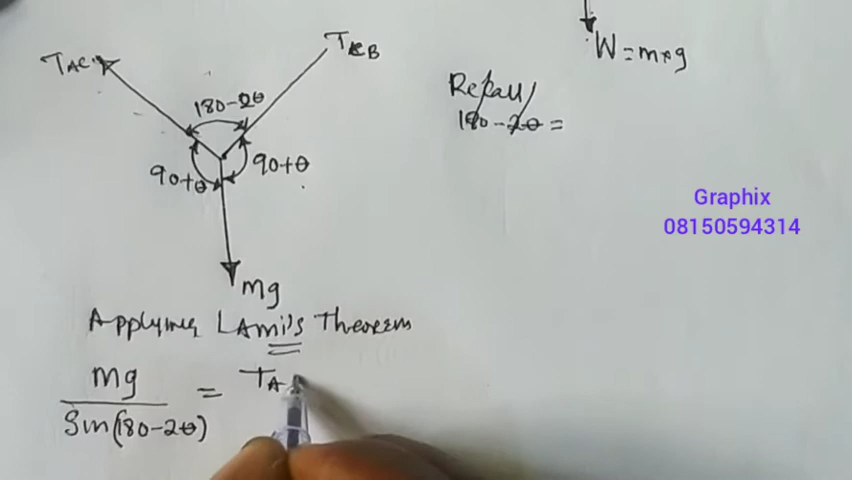 W = mxg
TAC
TCB
180-2θ
90+θ
90+θ
mg
Recall
180-2θ =
Graphix
08150594314
Applying LAmi's Theorem
mg/Sin(180-2θ) = TA